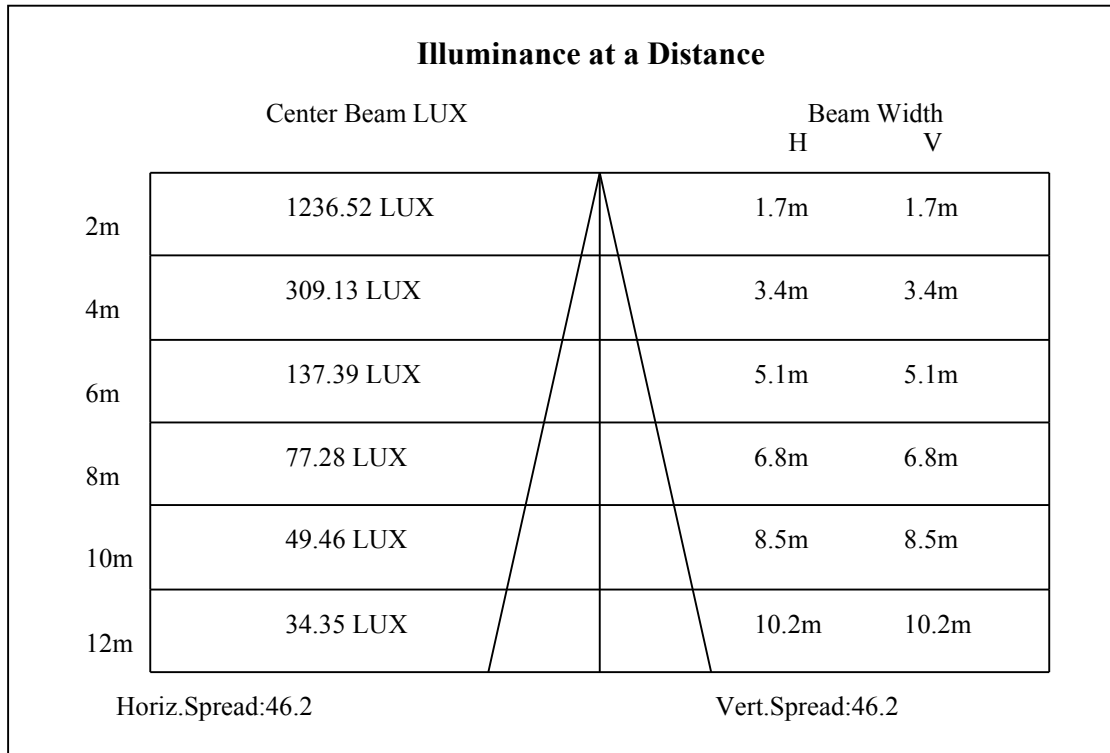 Illuminance at a Distance
Center Beam LUX Beam Width
H V
2m 1236.52 LUX 1.7m 1.7m
4m 309.13 LUX 3.4m 3.4m
6m 137.39 LUX 5.1m 5.1m
8m 77.28 LUX 6.8m 6.8m
10m 49.46 LUX 8.5m 8.5m
12m 34.35 LUX 10.2m 10.2m
Horiz.Spread:46.2 Vert.Spread:46.2